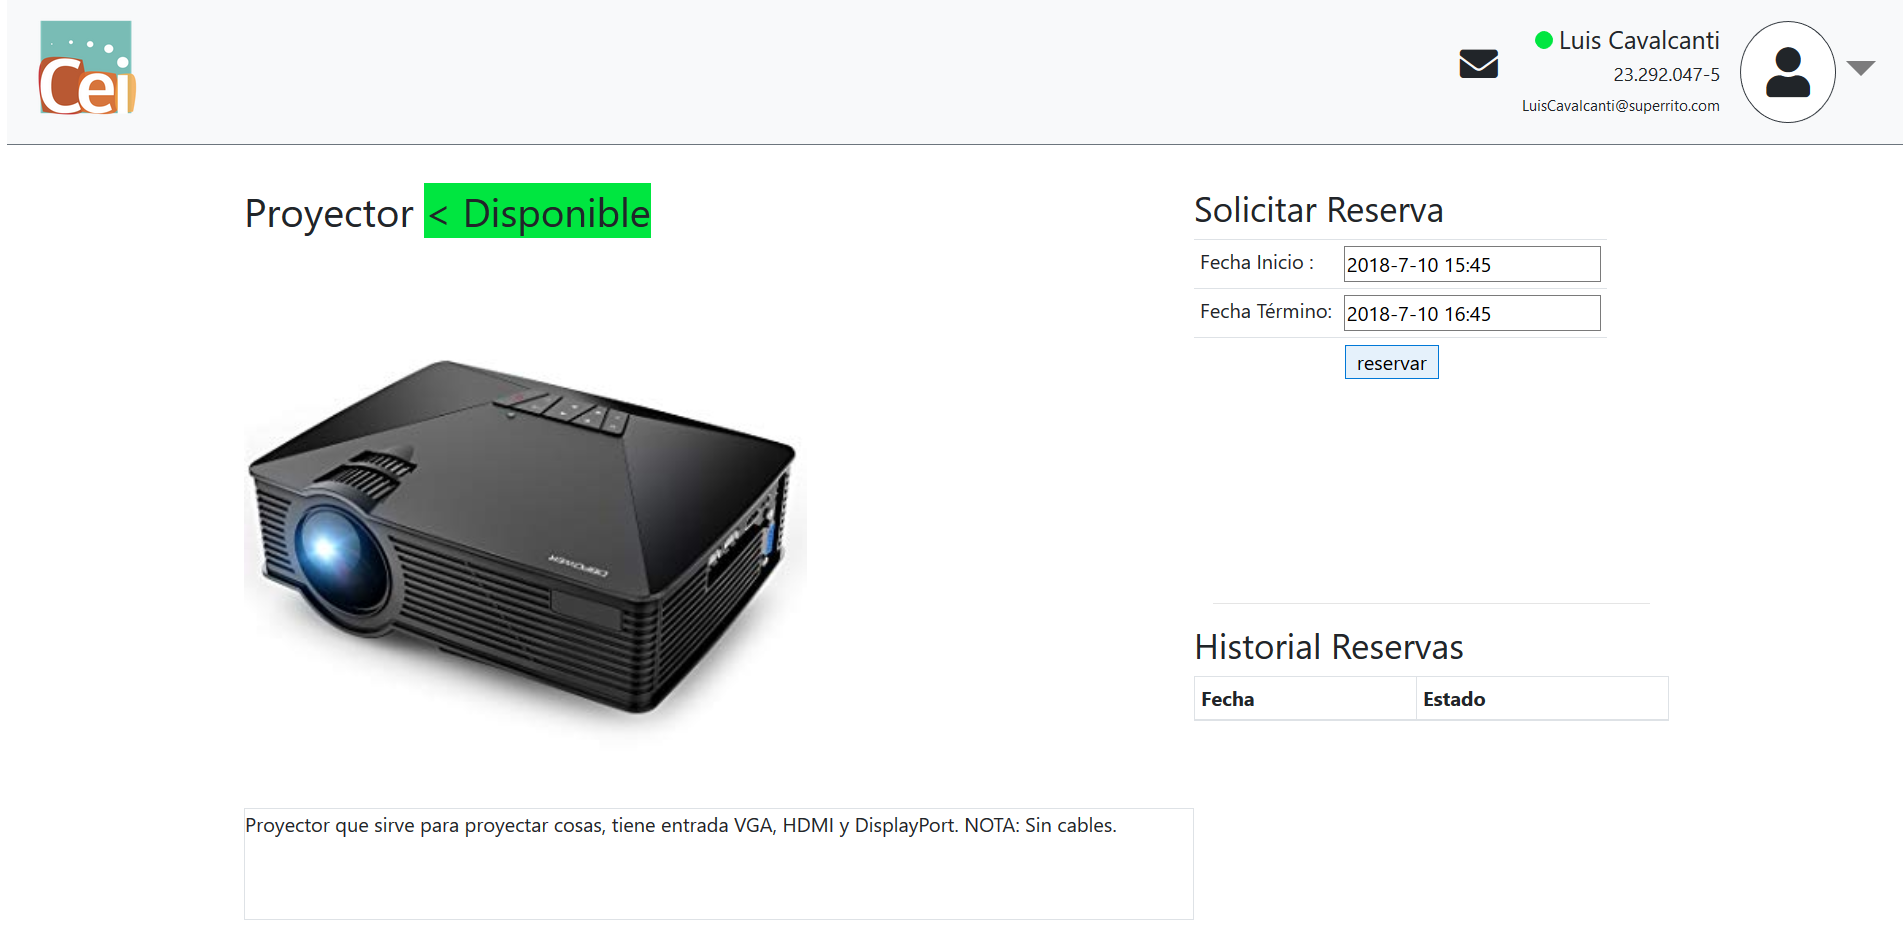 Cei
Luis Cavalcanti
23.292.047-5
LuisCavalcanti@superrito.com
Proyector < Disponible
DBPOWER
Proyector que sirve para proyectar cosas, tiene entrada VGA, HDMI y DisplayPort. NOTA: Sin cables.
Solicitar Reserva
Fecha Inicio : 2018-7-10 15:45
Fecha Término: 2018-7-10 16:45
reservar
Historial Reservas
Fecha Estado